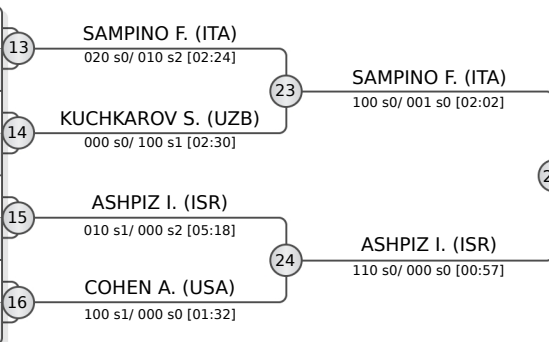 13
SAMPINO F. (ITA)
020 s0/ 010 s2 [02:24]
23
SAMPINO F. (ITA)
100 s0/ 001 s0 [02:02]
14
KUCHKAROV S. (UZB)
000 s0/ 100 s1 [02:30]
15
ASHPIZ I. (ISR)
010 s1/ 000 s2 [05:18]
24
ASHPIZ I. (ISR)
110 s0/ 000 s0 [00:57]
16
COHEN A. (USA)
100 s1/ 000 s0 [01:32]